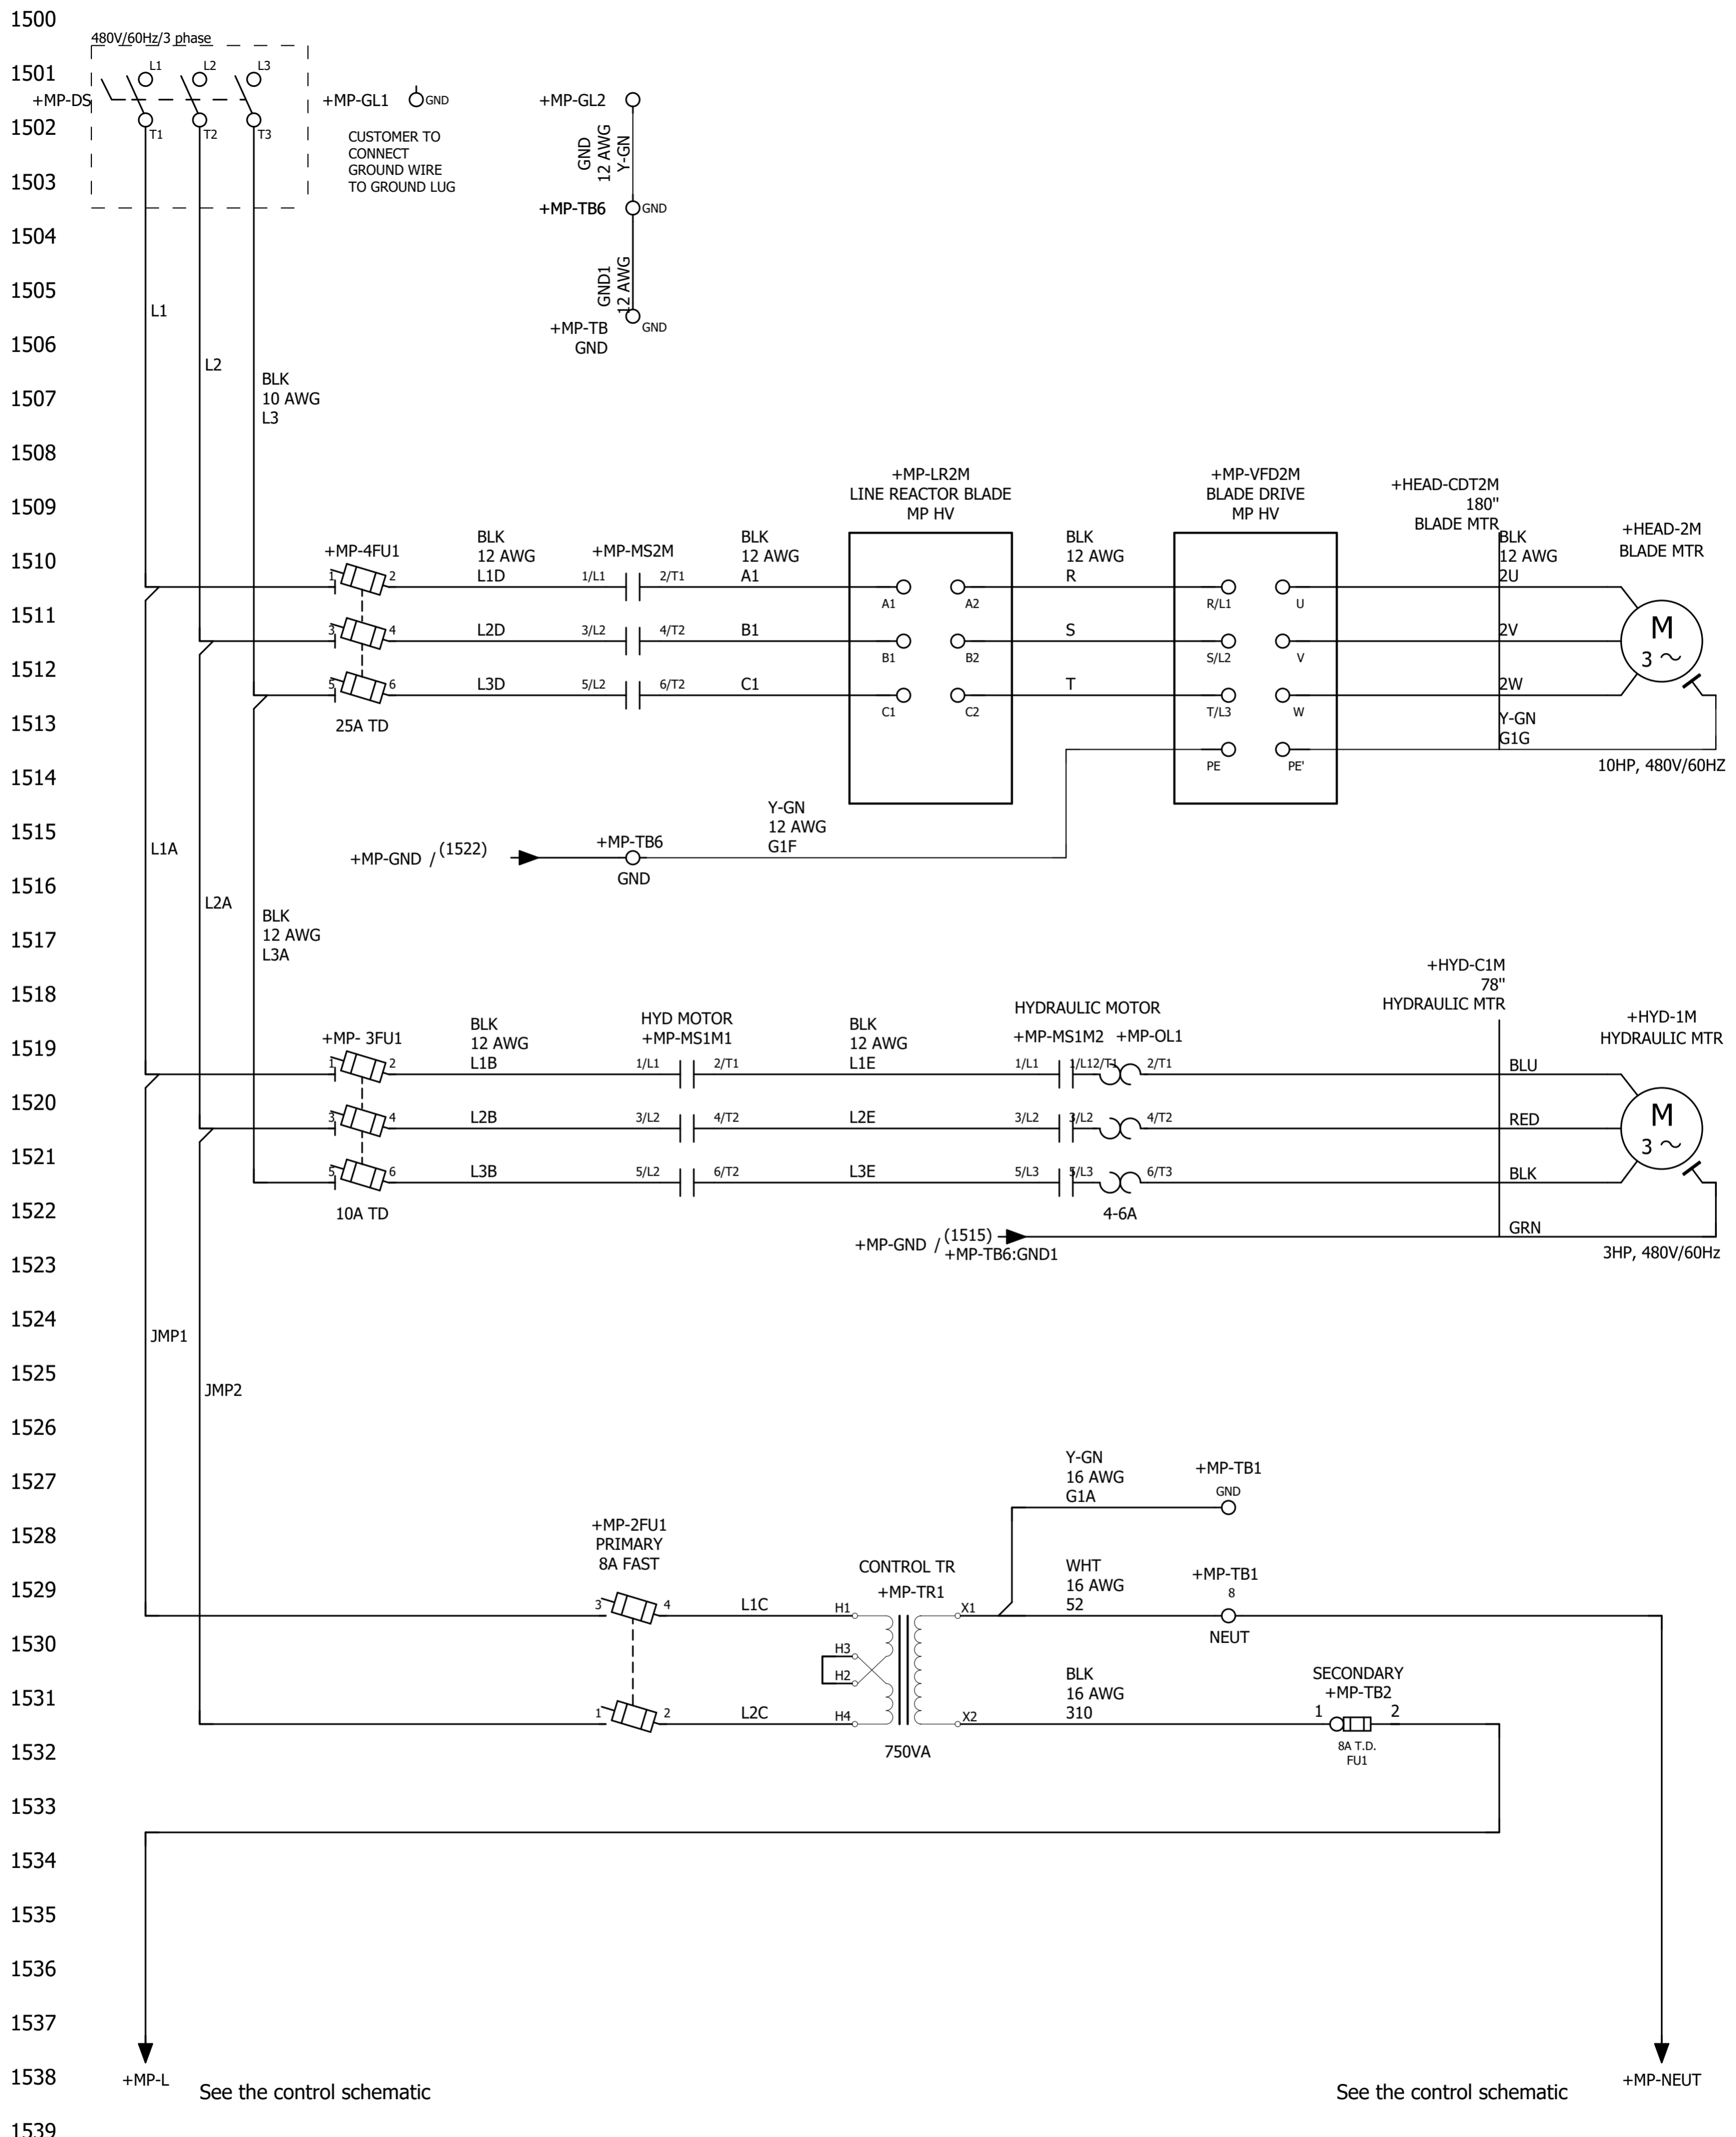 1500
480V/60Hz/3 phase
1501
L1 L2 L3
+MP-DS
+MP-GL1 GND
+MP-GL2
1502
T1 T2 T3
CUSTOMER TO
CONNECT
GROUND WIRE
TO GROUND LUG
GND
12 AWG
Y-GN
1503
+MP-TB6 GND
1504
GND1
12 AWG
1505
L1
+MP-TB GND
GND
1506
L2
BLK
10 AWG
L3
1507
1508
+MP-LR2M
LINE REACTOR BLADE
MP HV
+MP-VFD2M
BLADE DRIVE
MP HV
+HEAD-CDT2M
180"
BLADE MTR
+HEAD-2M
BLADE MTR
1509
1510
+MP-4FU1
BLK
12 AWG
L1D
+MP-MS2M
BLK
12 AWG
A1
BLK
12 AWG
R
BLK
12 AWG
2U
1 2 1/L1 2/T1
A1 A2 R/L1 U
1511
3 4 L2D 3/L2 4/T2 B1 S 2V
M
3
B1 B2 S/L2 V
1512
5 6 L3D 5/L2 6/T2 C1 T 2W
C1 C2 T/L3 W
25A TD
1513
Y-GN
G1G
PE PE'
10HP, 480V/60HZ
1514
Y-GN
12 AWG
G1F
1515
L1A
+MP-GND / (1522)
+MP-TB6
GND
1516
L2A
BLK
12 AWG
L3A
1517
+HYD-C1M
78"
HYDRAULIC MTR
1518
+HYD-1M
HYDRAULIC MTR
1519
+MP- 3FU1
BLK
12 AWG
L1B
HYD MOTOR
+MP-MS1M1
BLK
12 AWG
L1E
HYDRAULIC MOTOR
+MP-MS1M2 +MP-OL1
1 2 1/L1 2/T1 1/L1 1/L1 2/T1 2/T1 BLU
1520
3 4 L2B 3/L2 4/T2 L2E 3/L2 3/L2 4/T2 RED
M
3
1521
5 6 L3B 5/L2 6/T2 L3E 5/L3 5/L3 6/T3 BLK
1522
10A TD
4-6A
+MP-GND / (1515)
+MP-TB6:GND1
GRN
1523
3HP, 480V/60Hz
1524
JMP1
1525
JMP2
1526
1527
Y-GN
16 AWG
G1A
+MP-TB1
GND
1528
+MP-2FU1
PRIMARY
8A FAST
1529
CONTROL TR
+MP-TR1
WHT
16 AWG
52
+MP-TB1
8
NEUT
3 4 L1C H1 X1
1530
H3
H2
BLK
16 AWG
310
SECONDARY
+MP-TB2
1531
1 2 L2C H4 X2 1 2
750VA
8A T.D.
FU1
1532
1533
1534
1535
1536
1537
1538
+MP-L
See the control schematic
See the control schematic
+MP-NEUT
1539